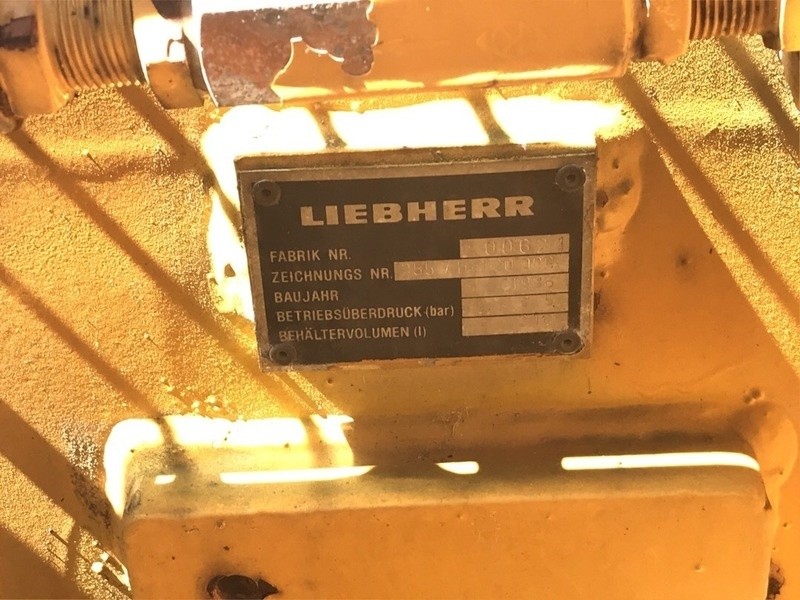 LIEBHERR
FABRIK NR.
ZEICHNUNGS NR.
BAUJAHR
BETRIEBSÜBERDRUCK (bar)
BEHÄLTERVOLUMEN (l)